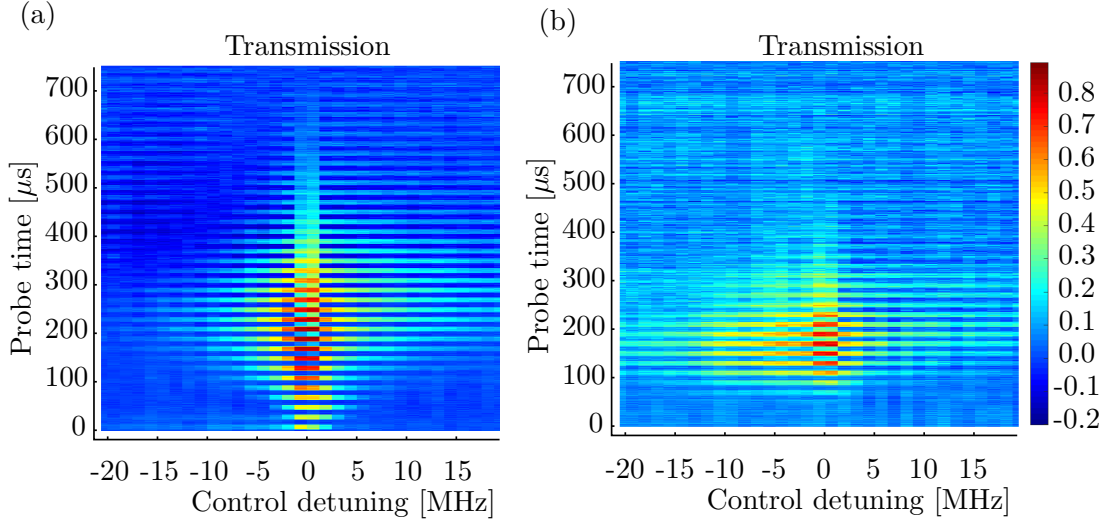 (a)
Transmission
Probe time [μs]
700
600
500
400
300
200
100
0
-20 -15 -10 -5 0 5 10 15
Control detuning [MHz]
(b)
Transmission
Probe time [μs]
700
600
500
400
300
200
100
0
-20 -15 -10 -5 0 5 10 15
Control detuning [MHz]
0.8
0.7
0.6
0.5
0.4
0.3
0.2
0.1
0.0
-0.1
-0.2